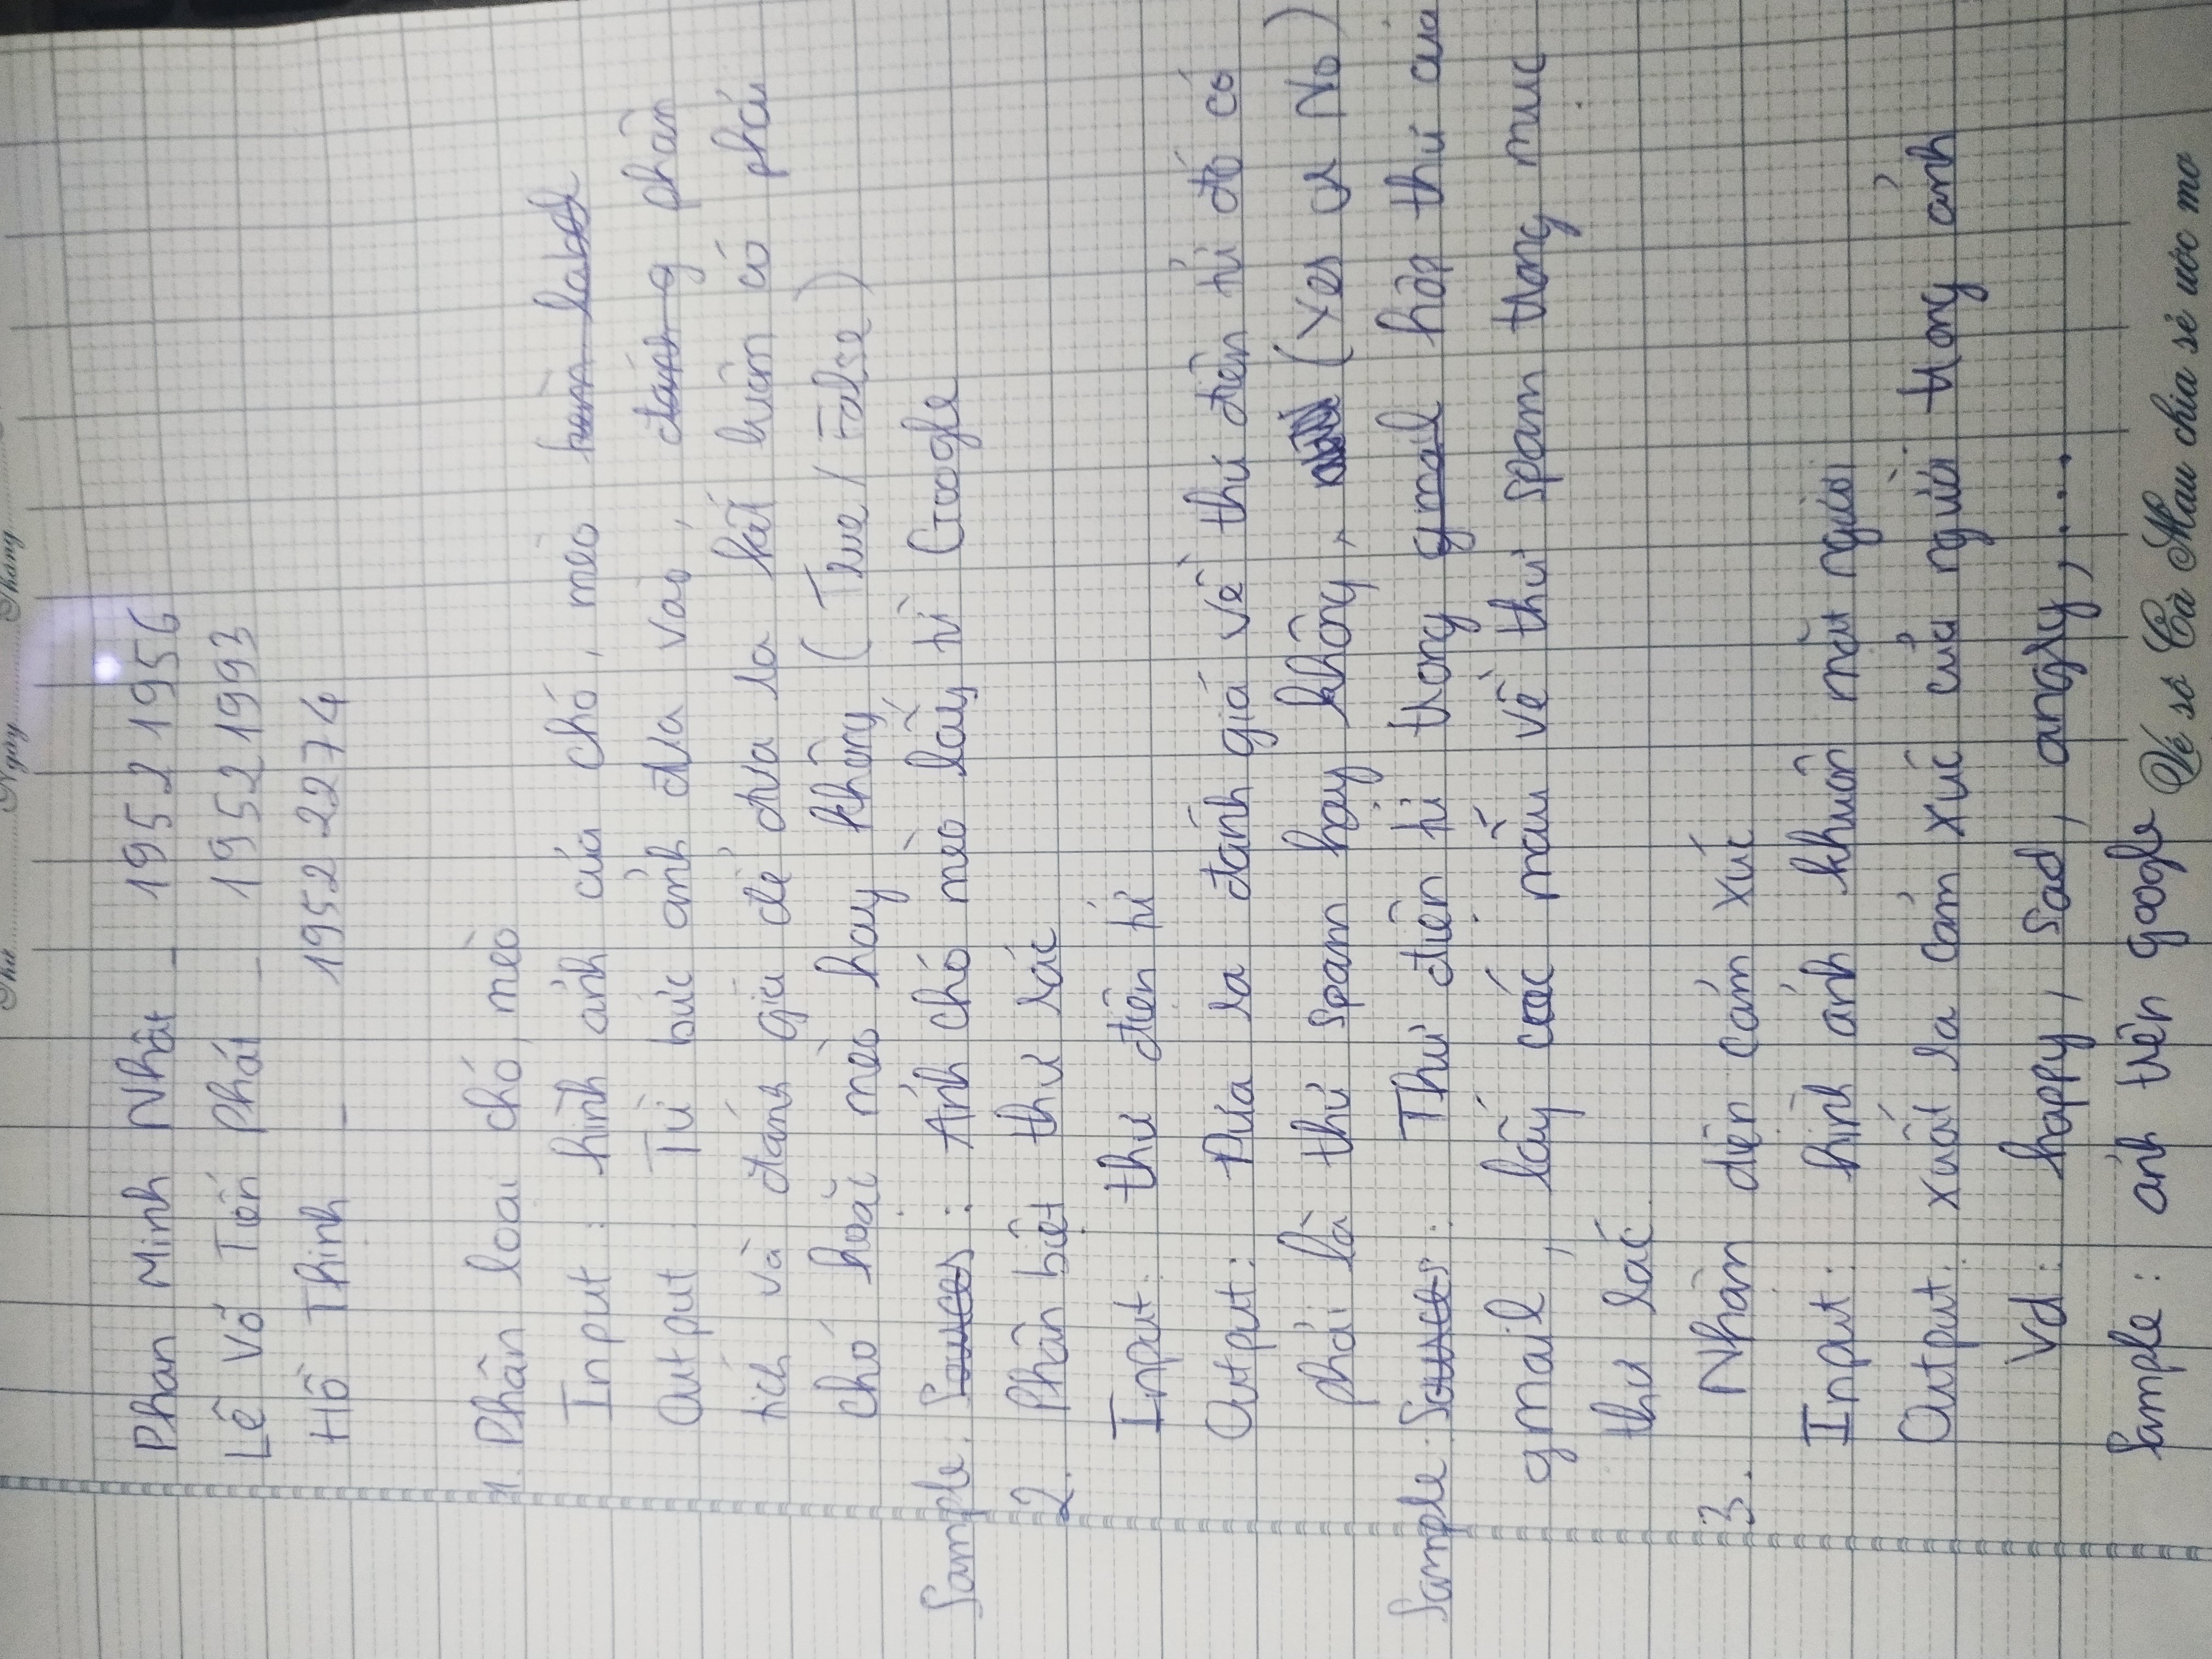 Thứ Ngày Tháng
Phan Minh Nhật - 19521956
Lê Võ Tiến Phát - 19521993
Hồ Thịnh - 19522274
1. Phân loại chó, mèo
Input: hình ảnh của chó, mèo kèm label
Output: Từ bức ảnh đưa vào, đánh g phân
tích và đánh giá để đưa ra kết luận có phải
chó hoặc mèo hay không (True / False)
Sample. Sources: Ảnh chó mèo lấy từ Google
2. Phân biệt thư rác
Input: thư điện tử
Output: Đưa ra đánh giá về thư điện tử đó có
phải là thư spam hay không, (Yes or No)
Sample: Sources: Thư điện tử trong gmail hộp thư của
gmail, lấy các mẫu về thư spam trong mục
thư rác.
3. Nhận diện cảm xúc
Input: hình ảnh khuôn mặt người
Output: xuất ra cảm xúc của người trong ảnh
Vd: happy, sad, angry,...
Sample: ảnh trên google
Vé số Cà Mau chia sẻ ước mơ